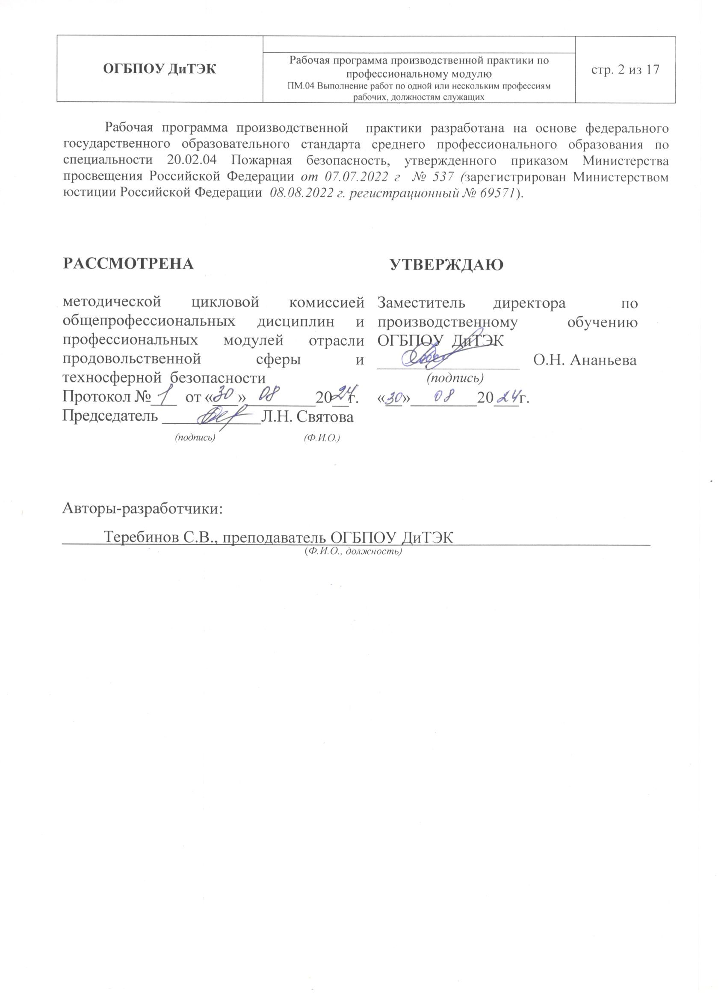 ОГБПОУ ДиТЭК
Рабочая программа производственной практики по
профессиональному модулю
ПМ.04 Выполнение работ по одной или нескольким профессиям
рабочих, должностям служащих
стр. 2 из 17
Рабочая программа производственной практики разработана на основе федерального
государственного образовательного стандарта среднего профессионального образования по
специальности 20.02.04 Пожарная безопасность, утвержденного приказом Министерства
просвещения Российской Федерации от 07.07.2022 г № 537 (зарегистрирован Министерством
юстиции Российской Федерации 08.08.2022 г. регистрационный № 69571).
РАССМОТРЕНА
методической цикловой комиссией
общепрофессиональных дисциплин и
профессиональных модулей отрасли
продовольственной сферы и
техносферной безопасности
Протокол № 1 от «30» 08 2024г.
Председатель Л.Н. Святова
(подпись) (Ф.И.О.)
УТВЕРЖДАЮ
Заместитель директора по
производственному обучению
ОГБПОУ ДиТЭК
О.Н. Ананьева
(подпись)
«30» 08 2024г.
Авторы-разработчики:
Теребинов С.В., преподаватель ОГБПОУ ДиТЭК
(Ф.И.О., должность)